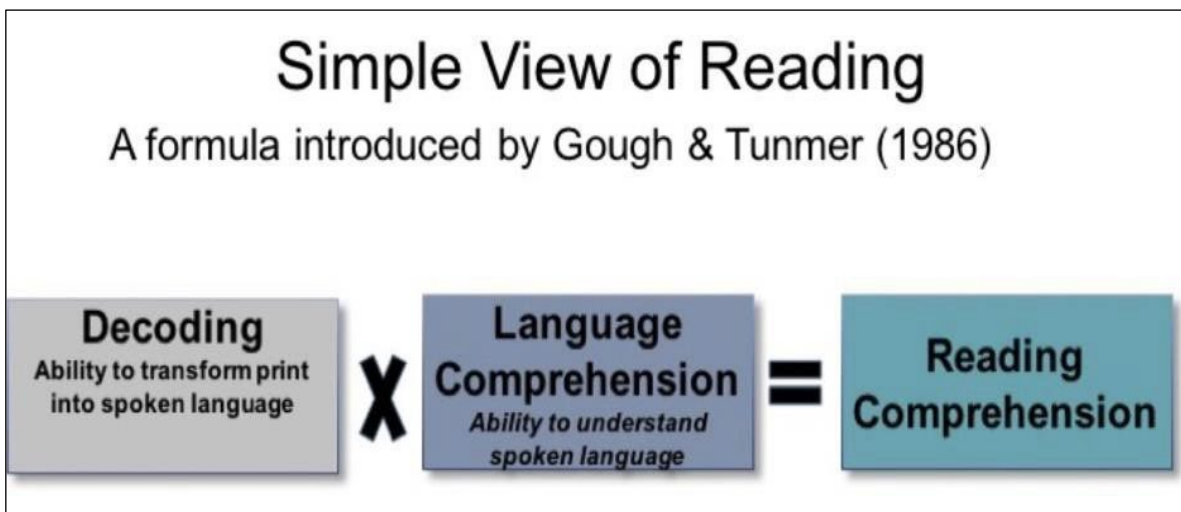 Simple View of Reading
A formula introduced by Gough & Tunmer (1986)
Decoding
Ability to transform print
into spoken language
X
Language
Comprehension
Ability to understand
spoken language
=
Reading
Comprehension